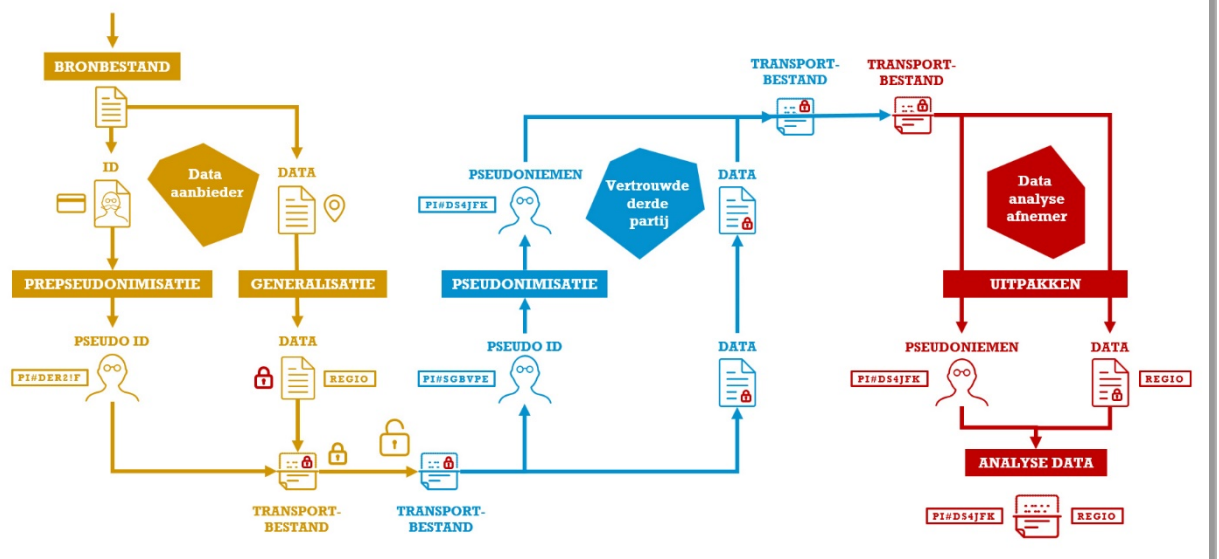 BRONBESTAND
ID
DATA
Data
aanbieder
PREPSEUDONIMISATIE
GENERALISATIE
PSEUDO ID
DATA
PI#DER2!F
REGIO
TRANSPORT-
BESTAND
TRANSPORT-
BESTAND
PSEUDO ID
DATA
PI#SGBVPE
PSEUDONIMISATIE
PSEUDONIEMEN
DATA
PI#DS4JFK
Vertrouwde
derde
partij
TRANSPORT-
BESTAND
TRANSPORT-
BESTAND
Data
analyse
afnemer
UITPAKKEN
PSEUDONIEMEN
DATA
PI#DS4JFK
REGIO
ANALYSE DATA
PI#DS4JFK
REGIO